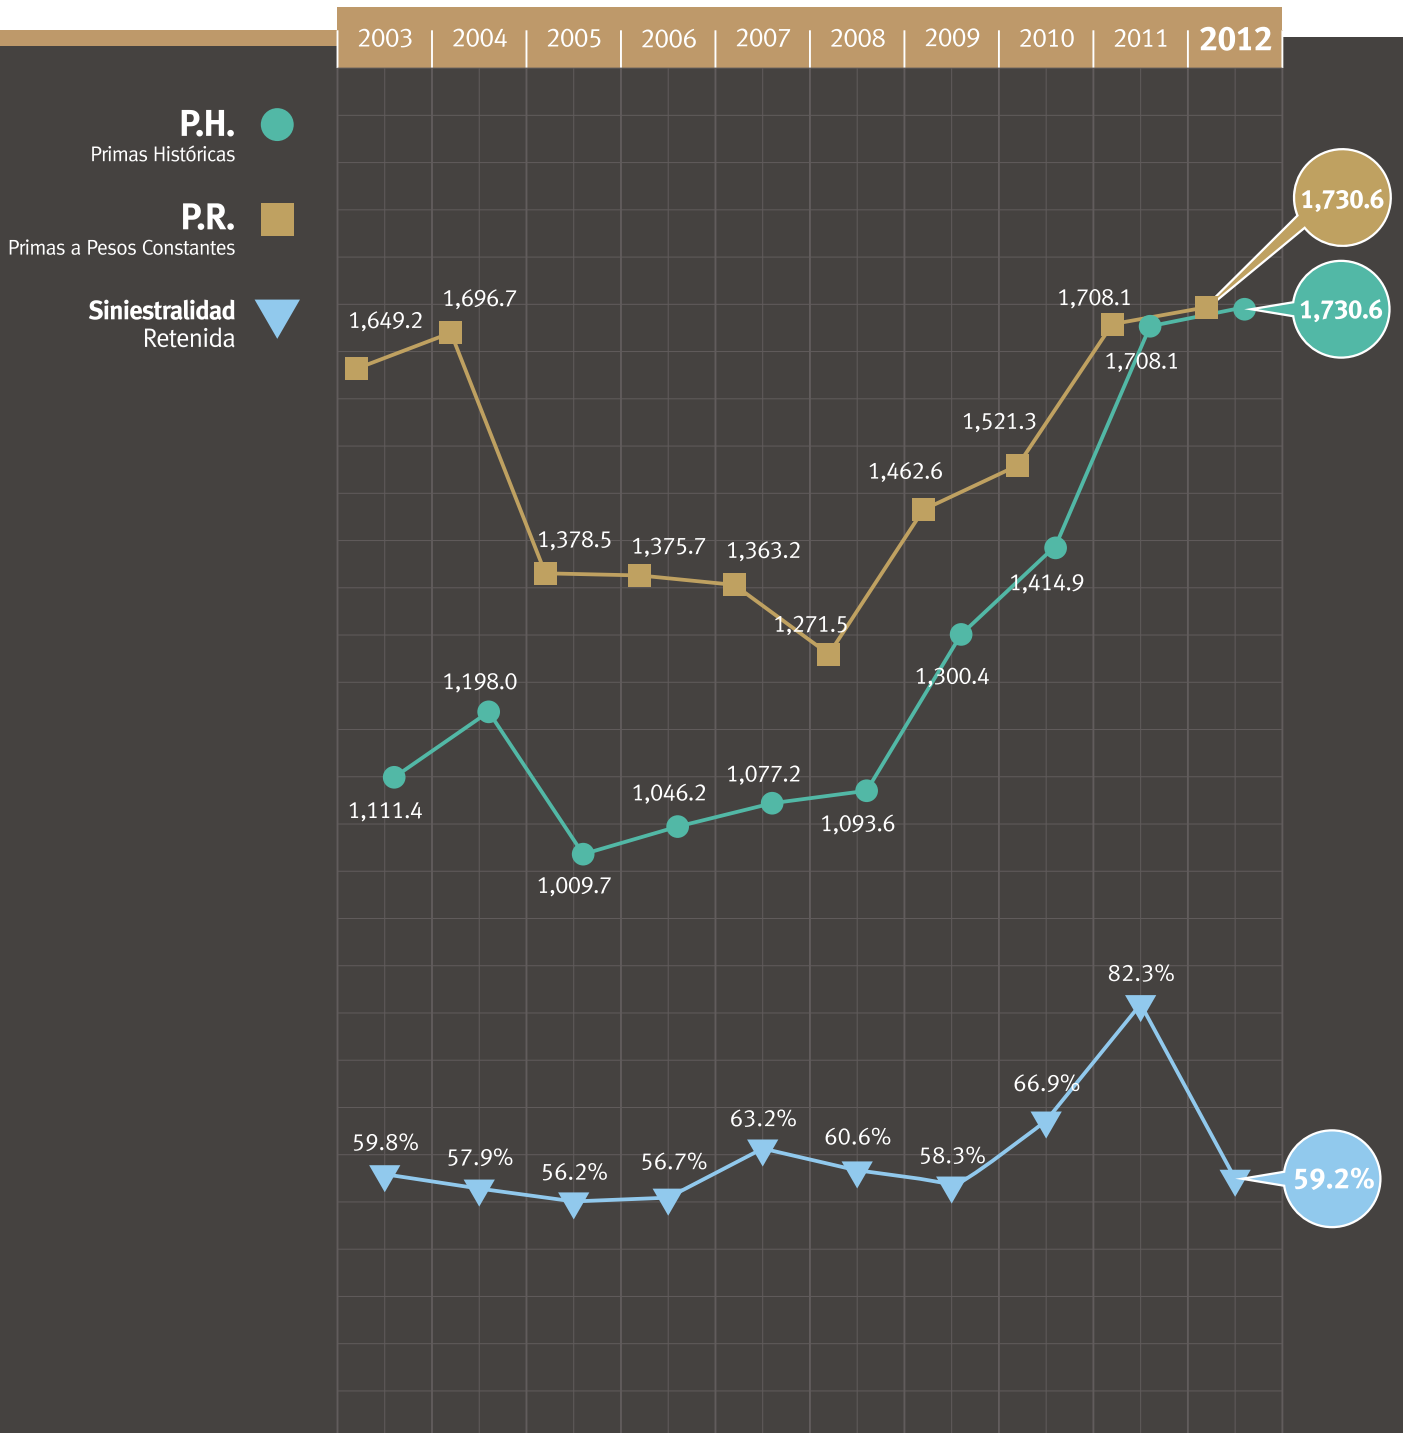 2003 2004 2005 2006 2007 2008 2009 2010 2011 2012
P.H.
Primas Históricas
P.R.
Primas a Pesos Constantes
Siniestralidad
Retenida
1,649.2 1,696.7 1,378.5 1,375.7 1,363.2 1,271.5 1,462.6 1,521.3 1,708.1 1,730.6
1,111.4 1,198.0 1,009.7 1,046.2 1,077.2 1,093.6 1,300.4 1,414.9 1,708.1 1,730.6
59.8% 57.9% 56.2% 56.7% 63.2% 60.6% 58.3% 66.9% 82.3% 59.2%